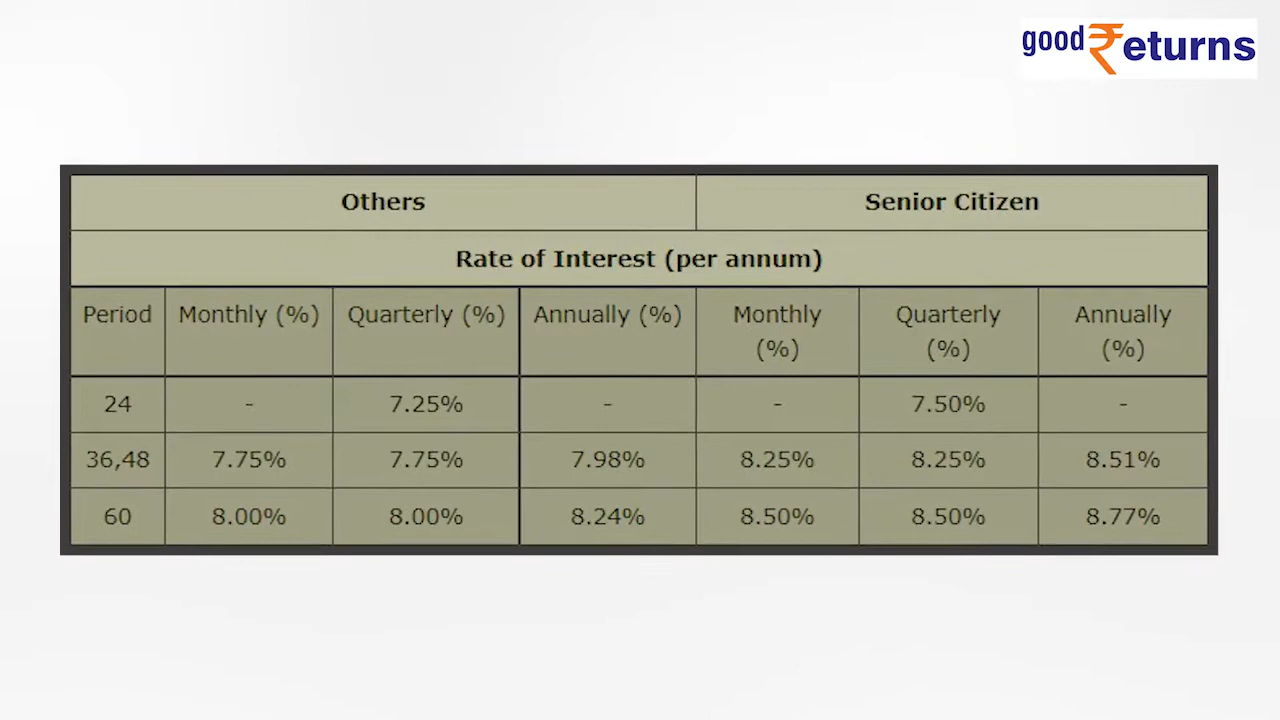 good₹eturns
Others Senior Citizen
Rate of Interest (per annum)
Period Monthly (%) Quarterly (%) Annually (%) Monthly (%) Quarterly (%) Annually (%)
24 - 7.25% - - 7.50% -
36,48 7.75% 7.75% 7.98% 8.25% 8.25% 8.51%
60 8.00% 8.00% 8.24% 8.50% 8.50% 8.77%